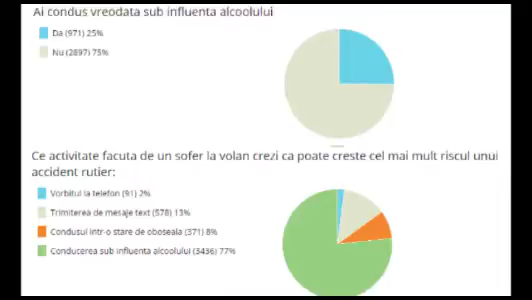 Ai condus vreodata sub influenta alcoolului
Da (971) 25%
Nu (2897) 75%
Ce activitate facuta de un sofer la volan crezi ca poate creste cel mai mult riscul unui
accident rutier:
Vorbitul la telefon (91) 2%
Trimiterea de mesaje text (578) 13%
Condusul intr-o stare de oboseala (371) 8%
Conducerea sub influenta alcoolului (3436) 77%